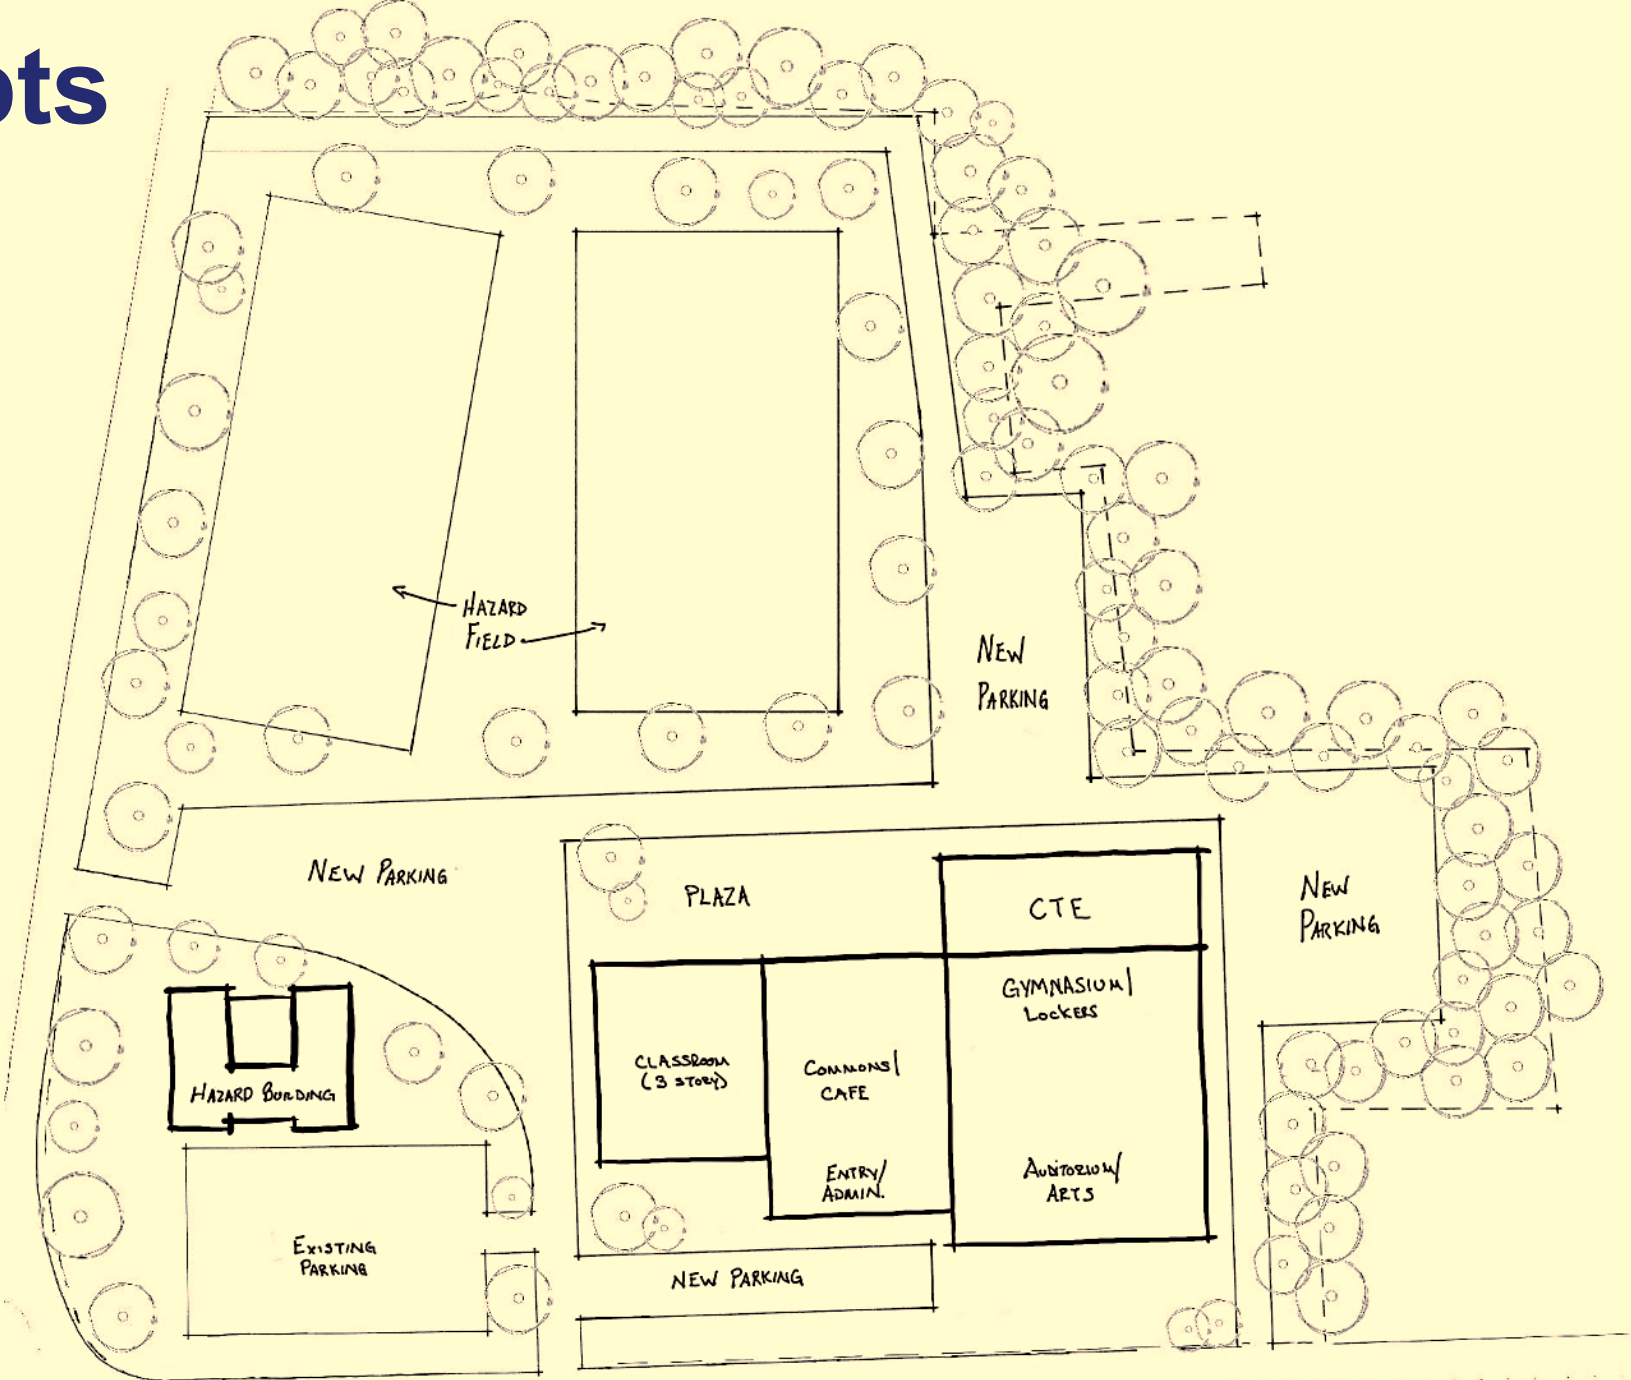 ots
HAZARD
FIELD
NEW
PARKING
NEW PARKING
PLAZA
CTE
NEW
PARKING
GYMNASIUM/
LOCKERS
CLASSROOM
(3 STORY)
COMMONS/
CAFE
HAZARD BUILDING
ENTRY/
ADMIN.
AUDITORIUM/
ARTS
EXISTING
PARKING
NEW PARKING